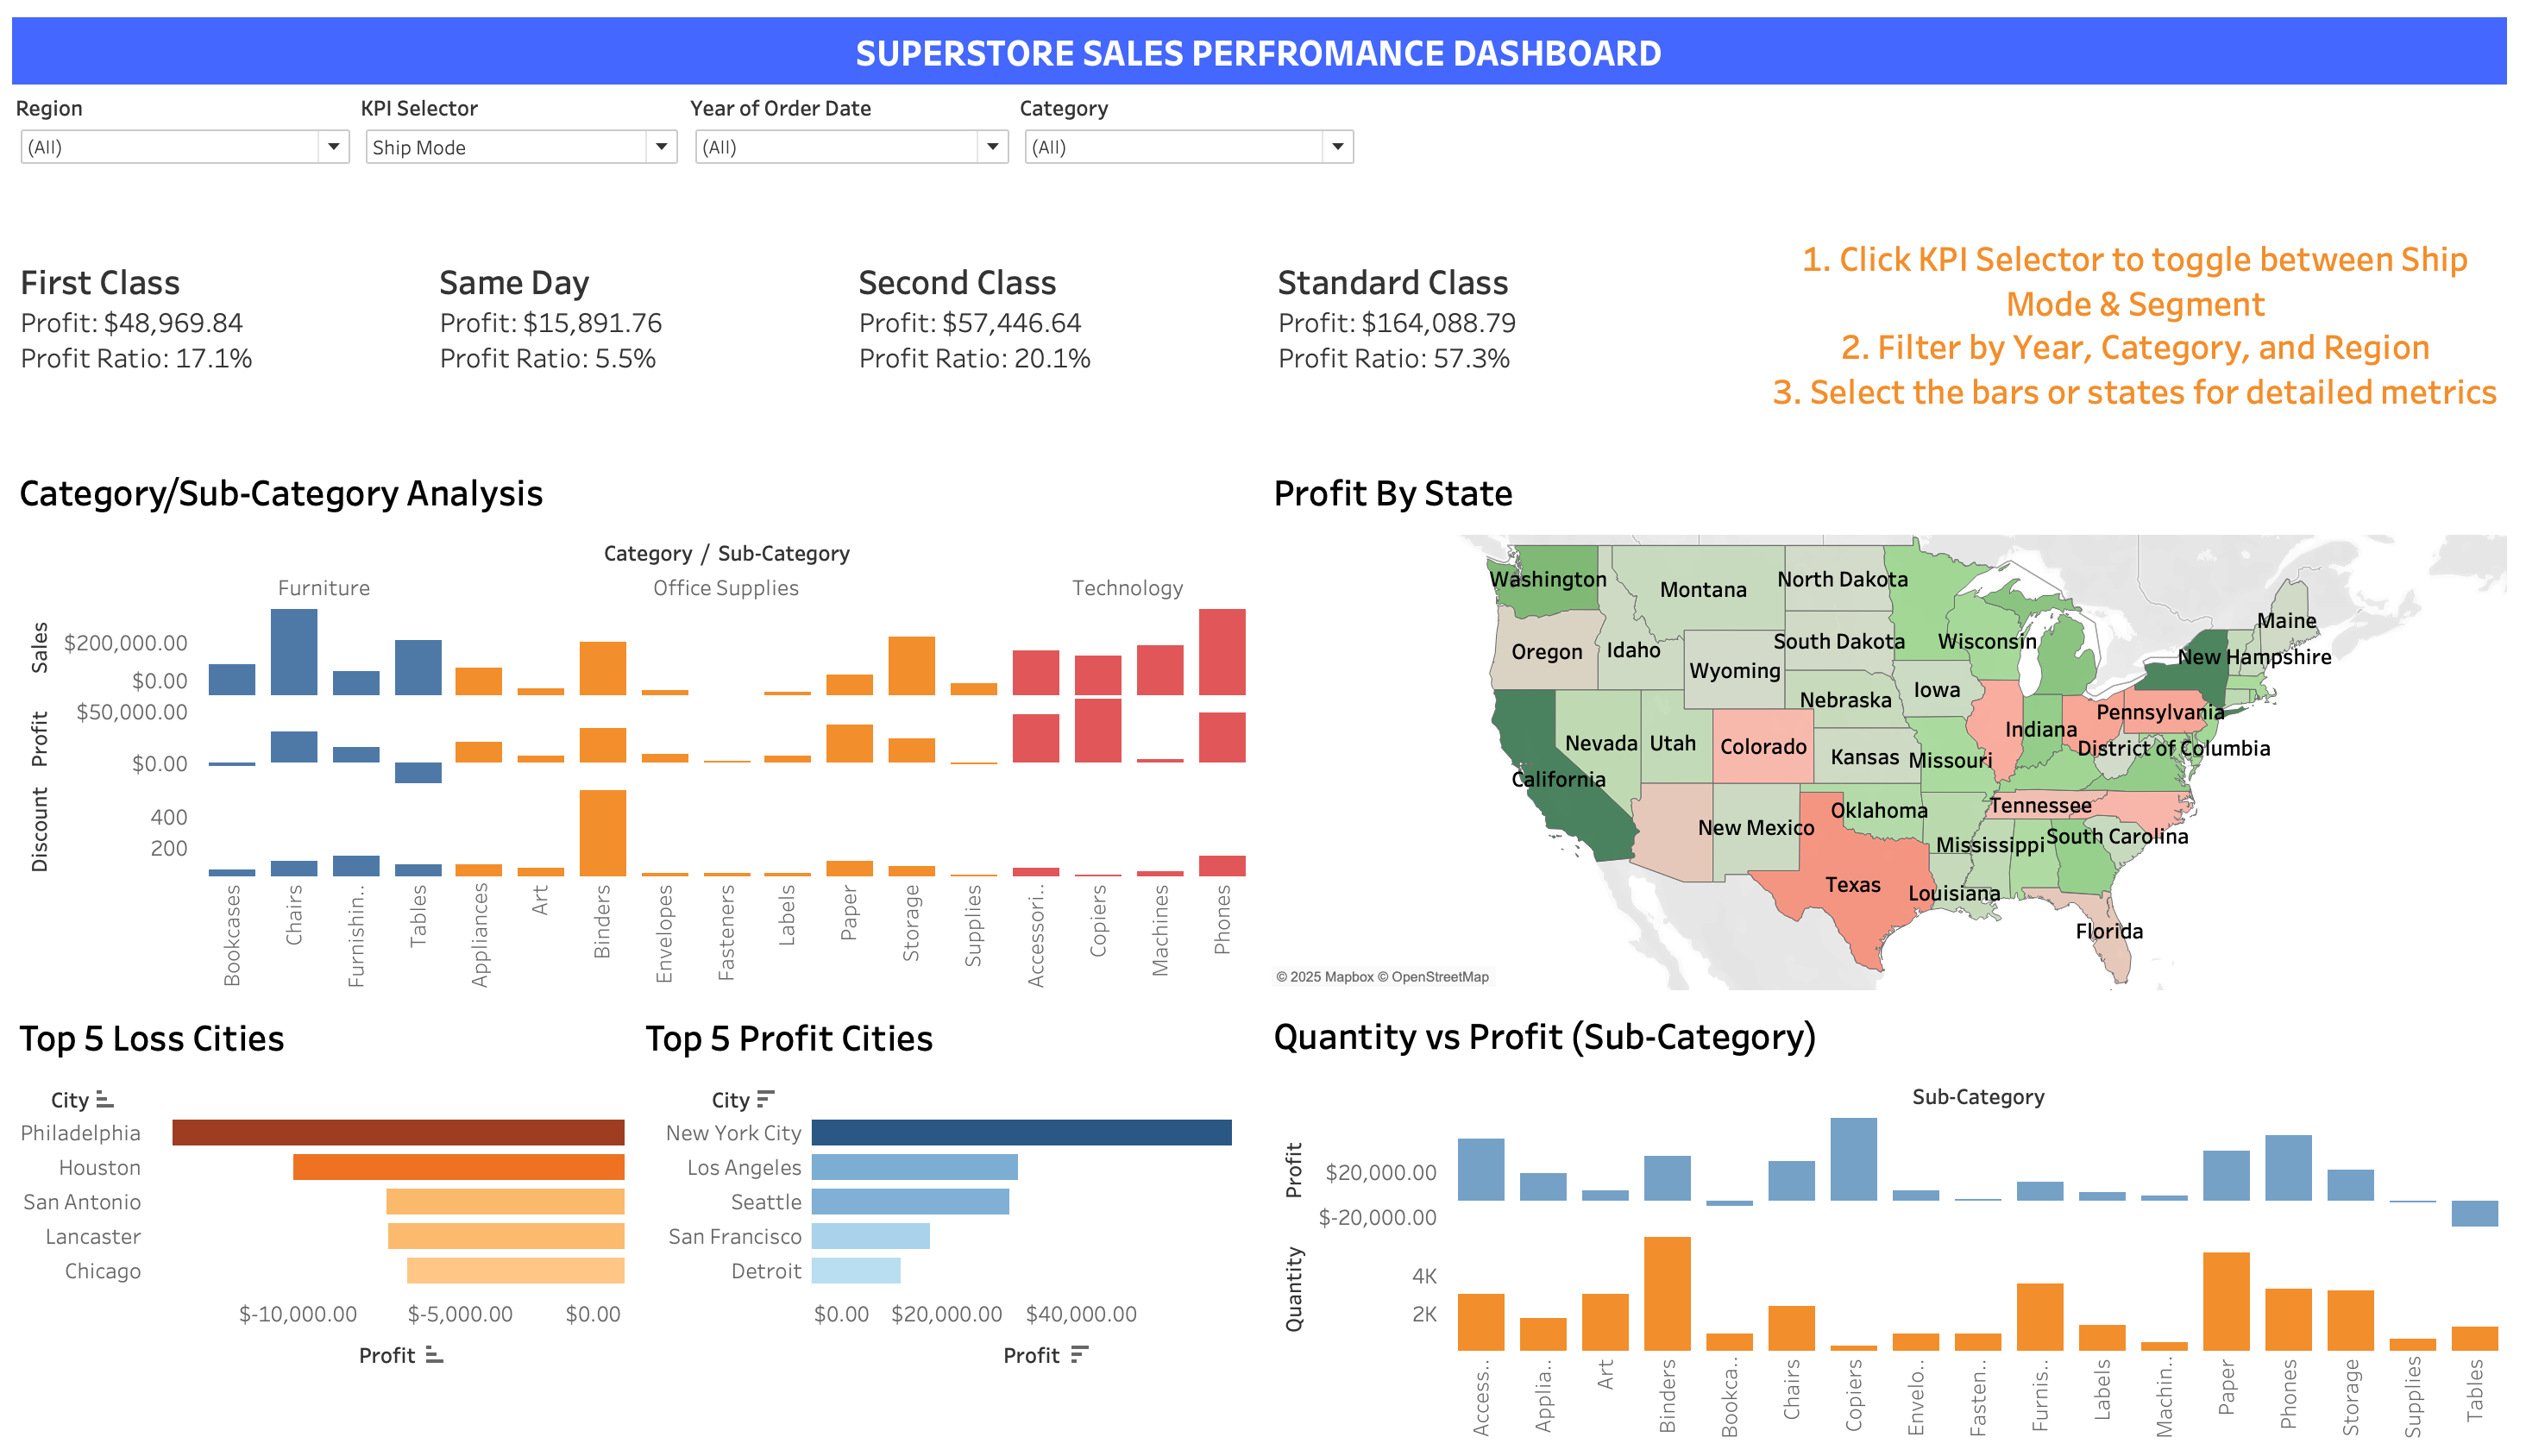 SUPERSTORE SALES PERFROMANCE DASHBOARD
Region
KPI Selector
Year of Order Date
Category
(All)
Ship Mode
(All)
(All)
First Class
Profit: $48,969.84
Profit Ratio: 17.1%
Same Day
Profit: $15,891.76
Profit Ratio: 5.5%
Second Class
Profit: $57,446.64
Profit Ratio: 20.1%
Standard Class
Profit: $164,088.79
Profit Ratio: 57.3%
1. Click KPI Selector to toggle between Ship
Mode & Segment
2. Filter by Year, Category, and Region
3. Select the bars or states for detailed metrics
Category/Sub-Category Analysis
Category / Sub-Category
Furniture
Office Supplies
Technology
Sales
$200,000.00
$0.00
Profit
$50,000.00
$0.00
Discount
400
200
Bookcases
Chairs
Furnishin..
Tables
Appliances
Art
Binders
Envelopes
Fasteners
Labels
Paper
Storage
Supplies
Accessori..
Copiers
Machines
Phones
Profit By State
Washington
Montana
North Dakota
Maine
Oregon
Idaho
South Dakota
Wisconsin
New Hampshire
Wyoming
Nebraska
Iowa
Pennsylvania
Nevada
Utah
Colorado
Kansas
Missouri
Indiana
District of Columbia
California
New Mexico
Oklahoma
Tennessee
Mississippi
South Carolina
Texas
Louisiana
Florida
© 2025 Mapbox © OpenStreetMap
Top 5 Loss Cities
City
Philadelphia
Houston
San Antonio
Lancaster
Chicago
$-10,000.00
$-5,000.00
$0.00
Profit
Top 5 Profit Cities
City
New York City
Los Angeles
Seattle
San Francisco
Detroit
$0.00
$20,000.00
$40,000.00
Profit
Quantity vs Profit (Sub-Category)
Sub-Category
Profit
$20,000.00
$-20,000.00
Quantity
4K
2K
Access..
Applia..
Art
Binders
Bookca..
Chairs
Copiers
Envelo..
Fasten..
Furnis..
Labels
Machin..
Paper
Phones
Storage
Supplies
Tables